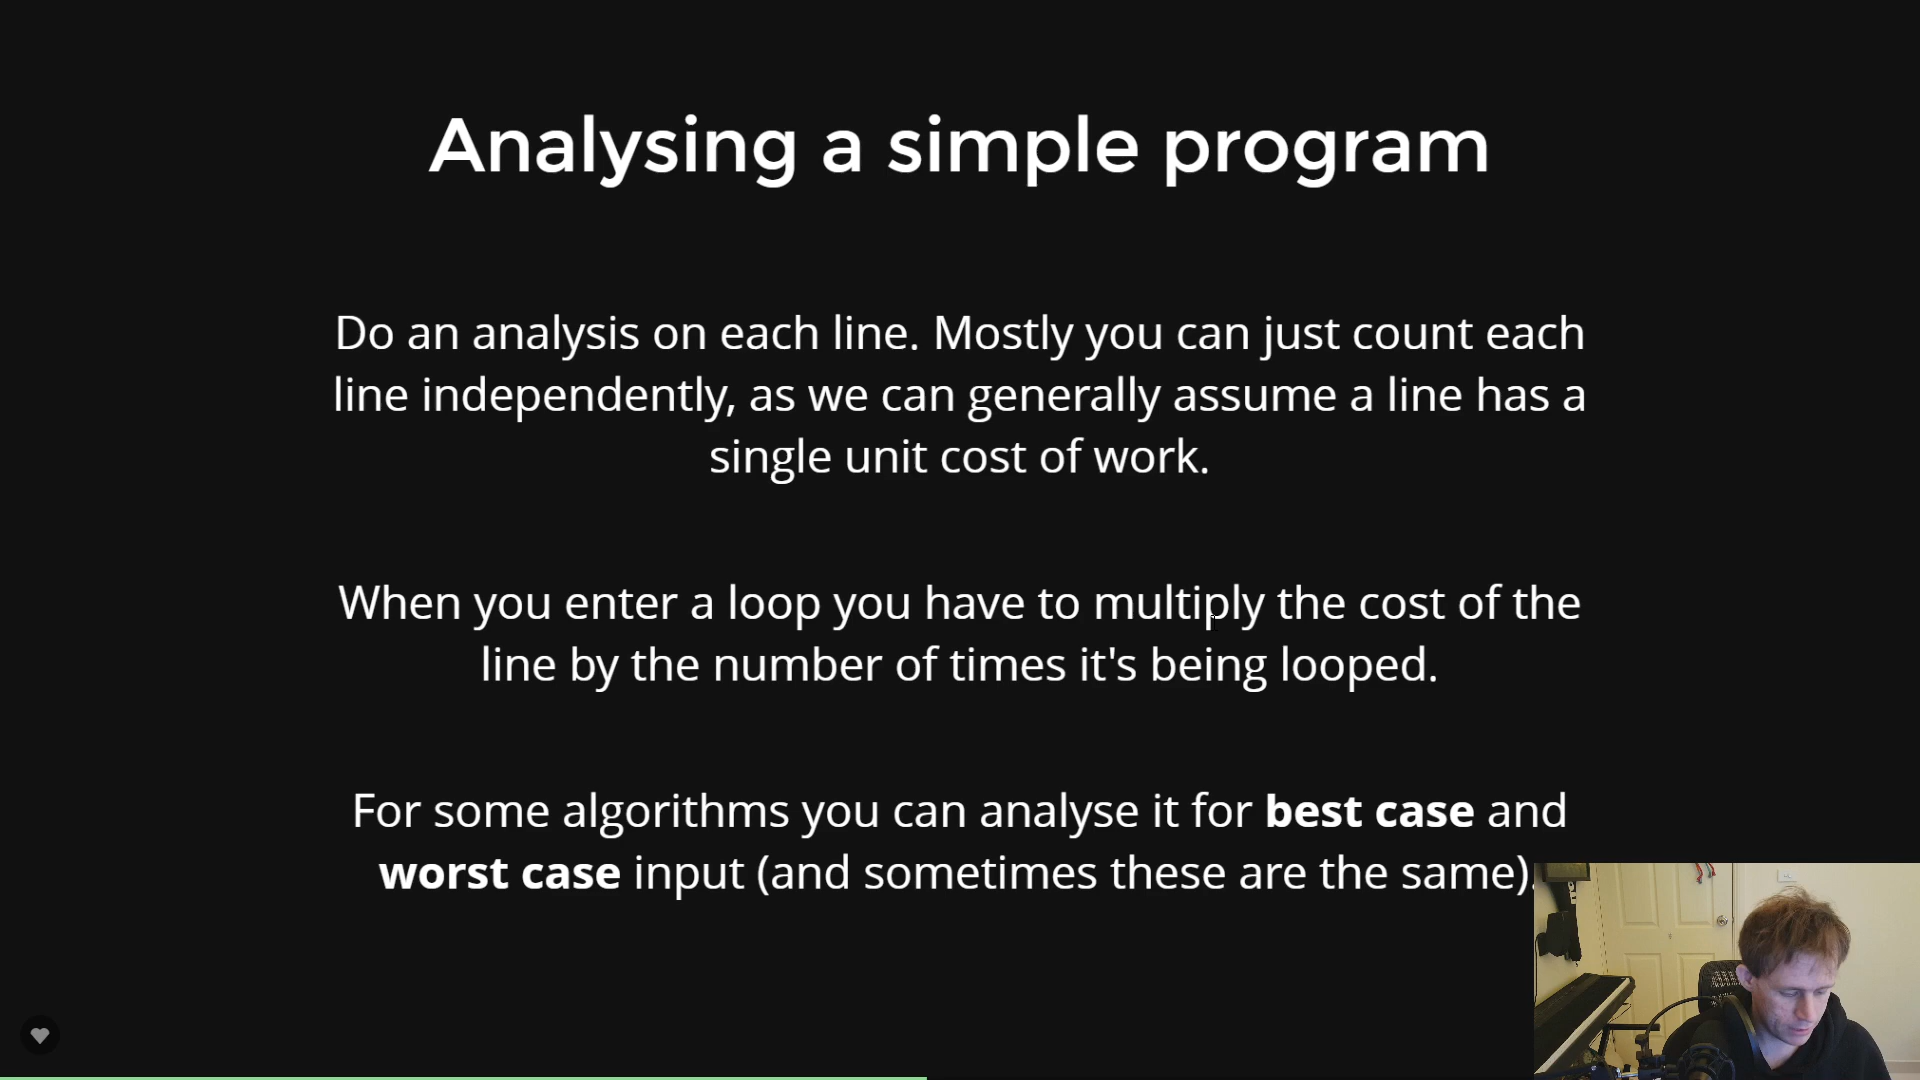 Analysing a simple program
Do an analysis on each line. Mostly you can just count each
line independently, as we can generally assume a line has a
single unit cost of work.
When you enter a loop you have to multiply the cost of the
line by the number of times it's being looped.
For some algorithms you can analyse it for best case and
worst case input (and sometimes these are the same).